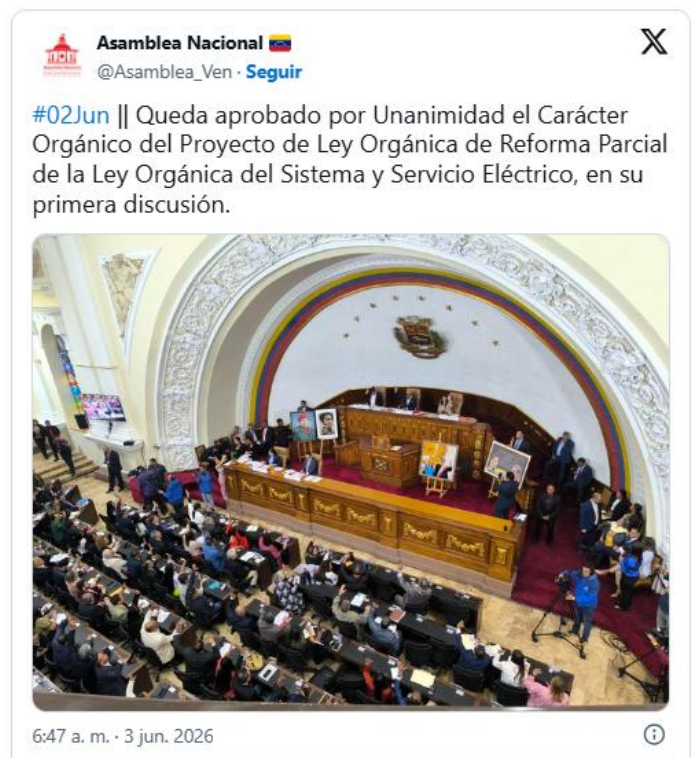 Asamblea Nacional
@Asamblea_Ven · Seguir
#02Jun || Queda aprobado por Unanimidad el Carácter
Orgánico del Proyecto de Ley Orgánica de Reforma Parcial
de la Ley Orgánica del Sistema y Servicio Eléctrico, en su
primera discusión.
6:47 a. m. · 3 jun. 2026